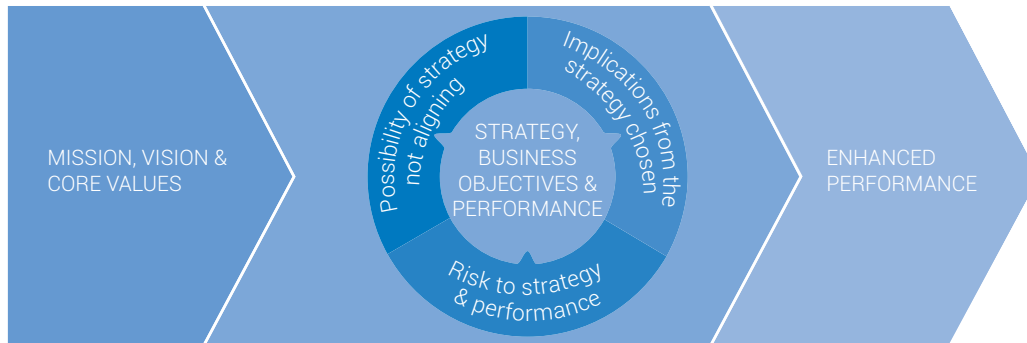 MISSION, VISION &
CORE VALUES
Possibility of strategy
not aligning
Implications from the
strategy chosen
STRATEGY,
BUSINESS
OBJECTIVES &
PERFORMANCE
Risk to strategy
& performance
ENHANCED
PERFORMANCE